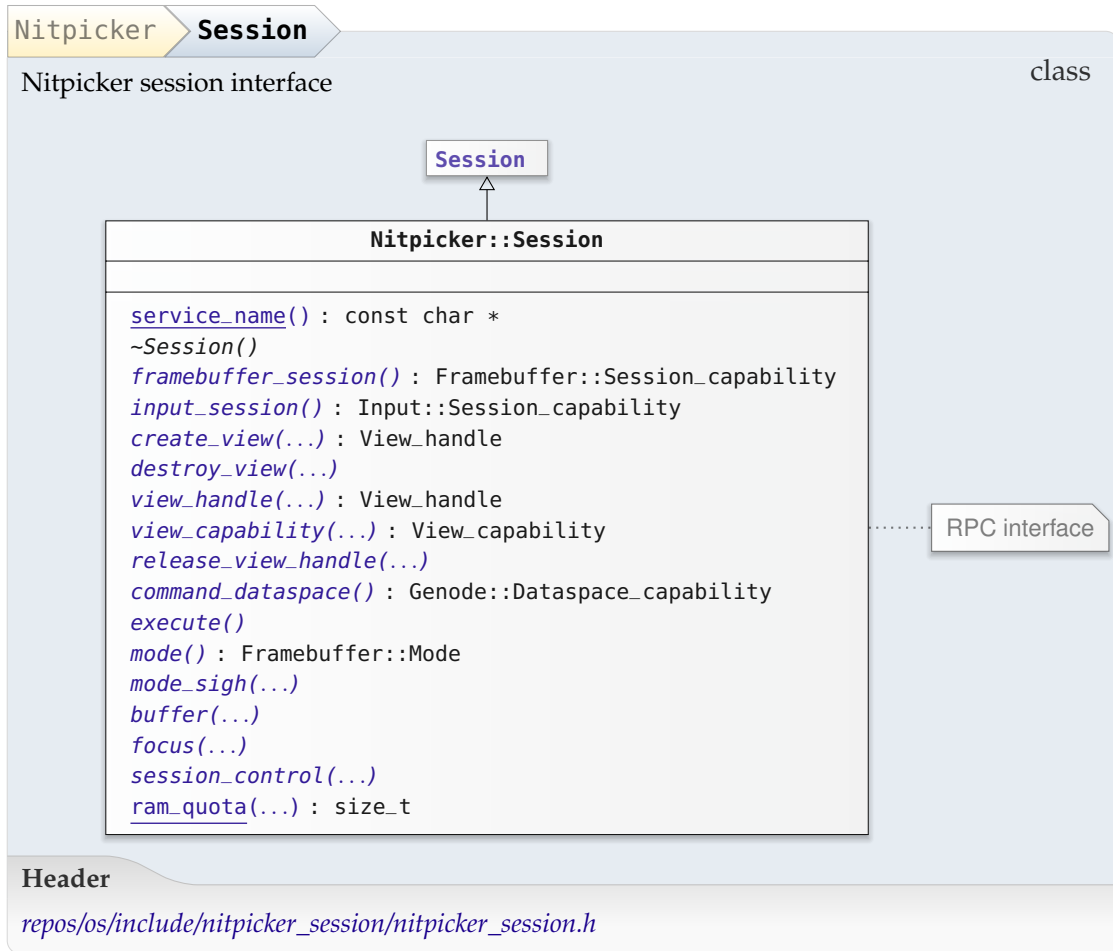 Nitpicker Session
class
Nitpicker session interface
Session
Nitpicker::Session
service_name() : const char *
~Session()
framebuffer_session() : Framebuffer::Session_capability
input_session() : Input::Session_capability
create_view(...) : View_handle
destroy_view(...)
view_handle(...) : View_handle
view_capability(...) : View_capability
RPC interface
release_view_handle(...)
command_dataspace() : Genode::Dataspace_capability
execute()
mode() : Framebuffer::Mode
mode_sigh(...)
buffer(...)
focus(...)
session_control(...)
ram_quota(...) : size_t
Header
repos/os/include/nitpicker_session/nitpicker_session.h